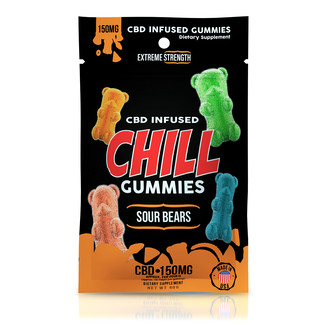 150MG
CBD INFUSED GUMMIES
Dietary Supplement
EXTREME STRENGTH
CBD INFUSED
CHILL
GUMMIES
SOUR BEARS
CBD•150MG
DIETARY SUPPLEMENT
MADE IN
U.S.A